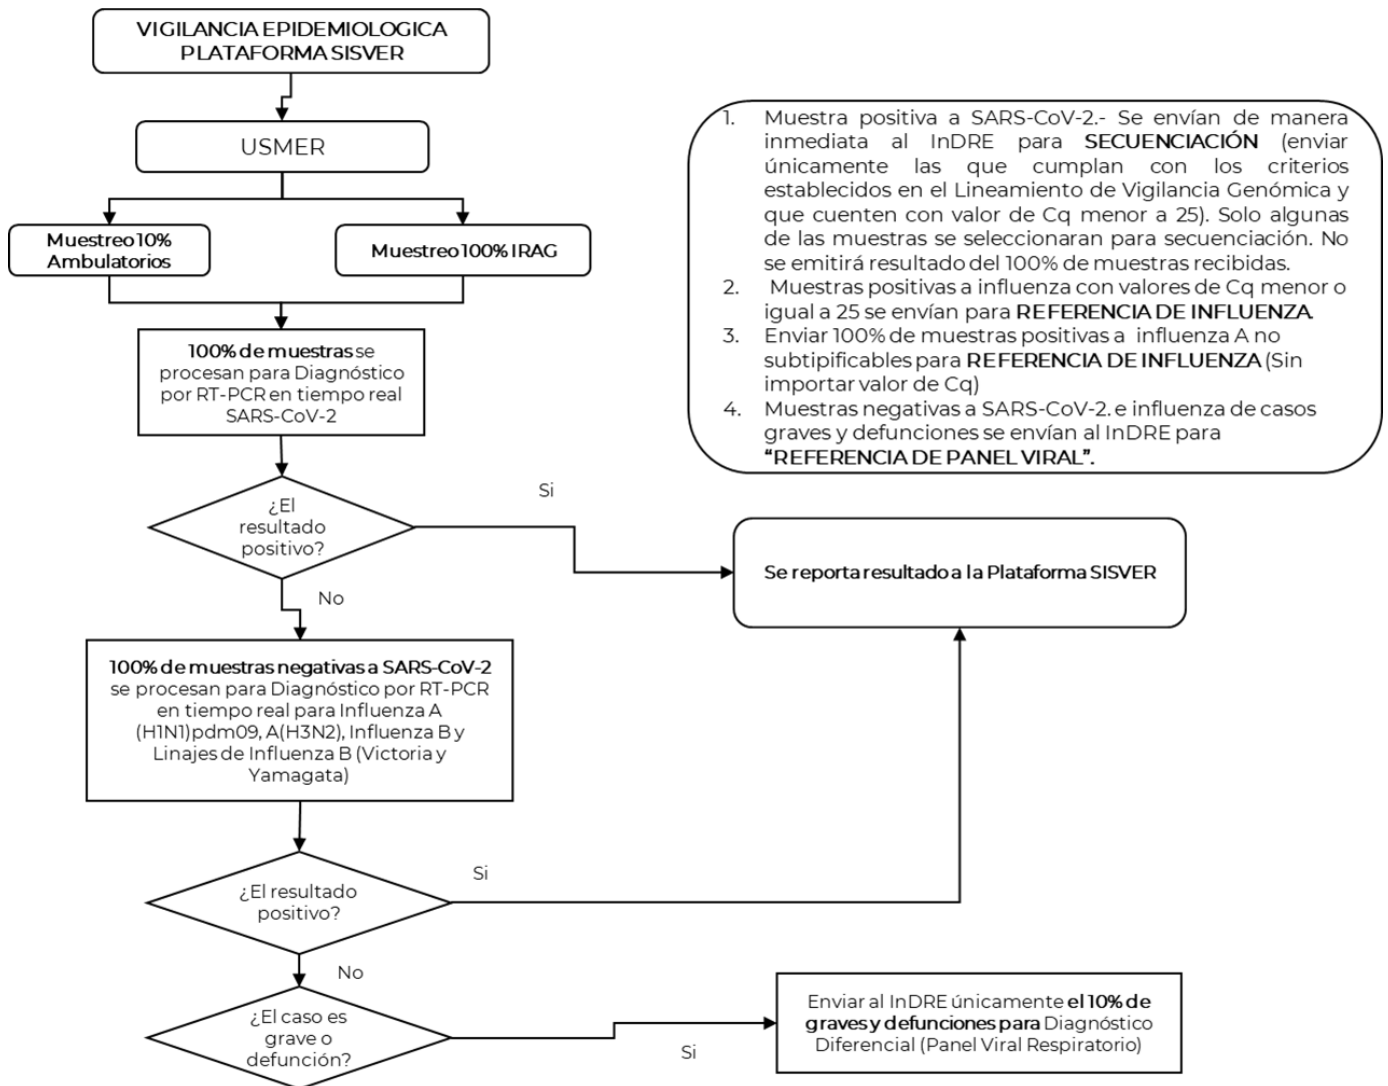 VIGILANCIA EPIDEMIOLOGICA
PLATAFORMA SISVER
USMER
Muestreo 10%
Ambulatorios
Muestreo 100% IRAG
100% de muestras se
procesan para Diagnóstico
por RT-PCR en tiempo real
SARS-CoV-2
¿El
resultado
positivo?
Si
No
Se reporta resultado a la Plataforma SISVER
100% de muestras negativas a SARS-CoV-2
se procesan para Diagnóstico por RT-PCR
en tiempo real para Influenza A
(H1N1)pdm09, A(H3N2), Influenza B y
Linajes de Influenza B (Victoria y
Yamagata)
¿El resultado
positivo?
Si
No
¿El caso es
grave o
defunción?
Si
Enviar al InDRE únicamente el 10% de
graves y defunciones para Diagnóstico
Diferencial (Panel Viral Respiratorio)
1. Muestra positiva a SARS-CoV-2.- Se envían de manera
inmediata al InDRE para SECUENCIACIÓN (enviar
únicamente las que cumplan con los criterios
establecidos en el Lineamiento de Vigilancia Genómica y
que cuenten con valor de Cq menor a 25). Solo algunas
de las muestras se seleccionaran para secuenciación. No
se emitirá resultado del 100% de muestras recibidas.
2. Muestras positivas a influenza con valores de Cq menor o
igual a 25 se envían para REFERENCIA DE INFLUENZA.
3. Enviar 100% de muestras positivas a influenza A no
subtipificables para REFERENCIA DE INFLUENZA (Sin
importar valor de Cq)
4. Muestras negativas a SARS-CoV-2. e influenza de casos
graves y defunciones se envían al InDRE para
“REFERENCIA DE PANEL VIRAL”.